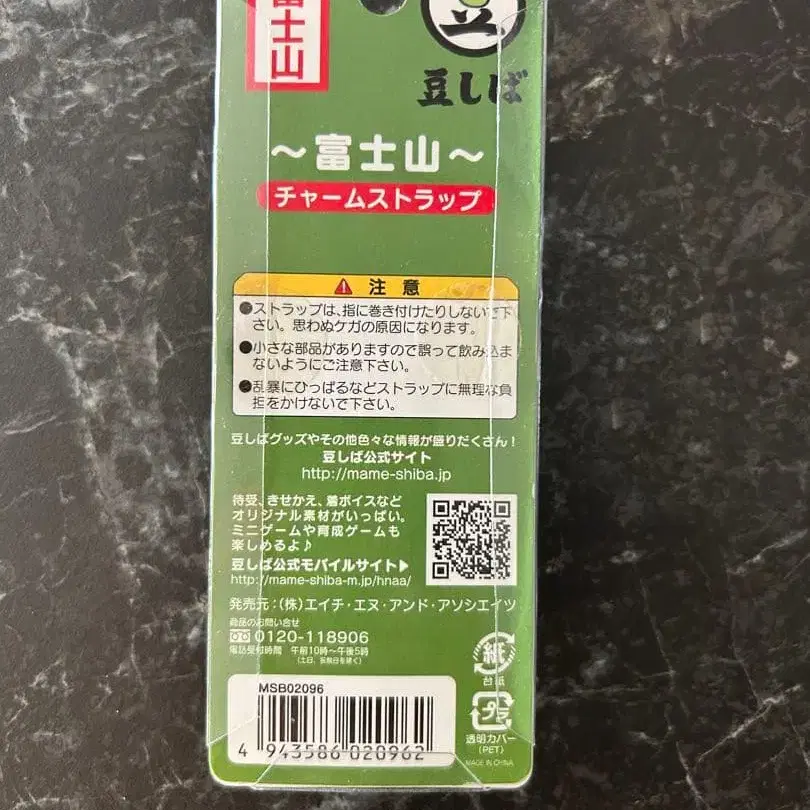 富士山
豆
豆しば
～富士山～
チャームストラップ
注 意
●ストラップは、指に巻き付けたりしないで下
さい。思わぬケガの原因になります。
●小さな部品がありますので誤って飲み込ま
ないようにご注意下さい。
●乱暴にひっぱるなどストラップに無理な負
担をかけないで下さい。
豆しばグッズやその他色々な情報が盛りだくさん!
豆しば公式サイト
http://mame-shiba.jp
待受、きせかえ、着ボイスなど
オリジナル素材がいっぱい。
ミニゲームや育成ゲームも
楽しめるよ♪
豆しば公式モバイルサイト▶
http://mame-shiba-m.jp/hnaa/
発売元:(株)エイチ・エヌ・アンド・アソシエイツ
商品のお問い合せ
0120-118906
電話受付時間 午前10時～午後5時
(土日、祝祭日を除く)
紙
台紙
プラ
透明カバー
(PET)
MADE IN CHINA
MSB02096
4 943586 020962